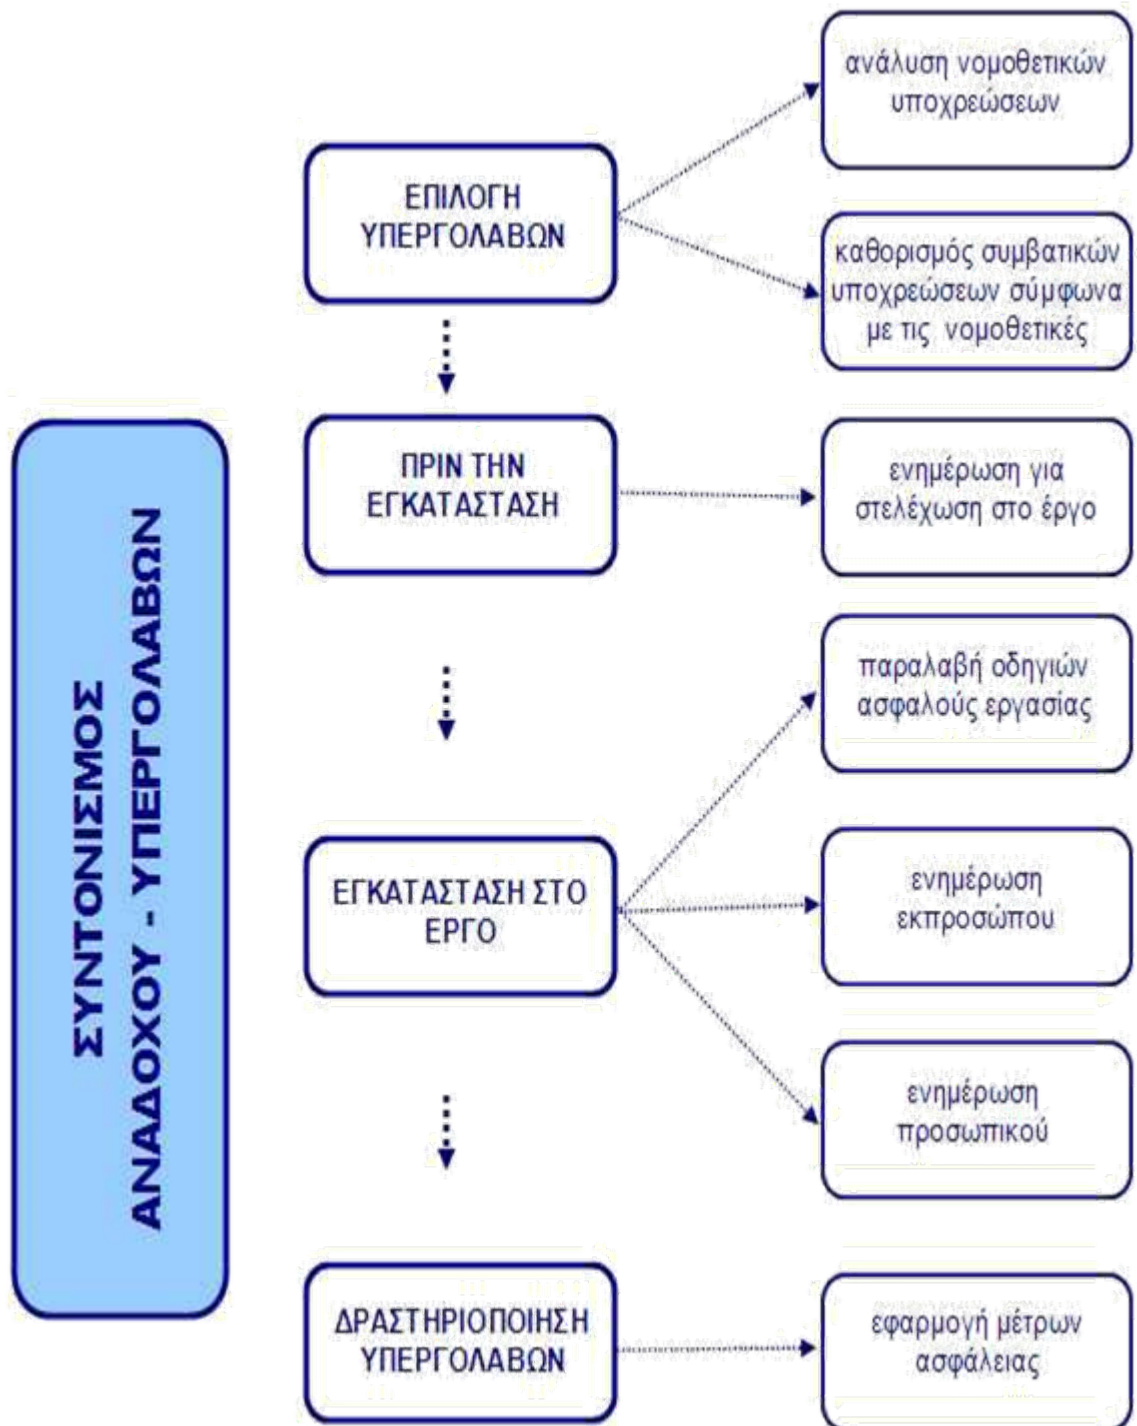 ΣΥΝΤΟΝΙΣΜΟΣ
ΑΝΑΔΟΧΟΥ - ΥΠΕΡΓΟΛΑΒΩΝ
ΕΠΙΛΟΓΗ
ΥΠΕΡΓΟΛΑΒΩΝ
ανάλυση νομοθετικών
υποχρεώσεων
καθορισμός συμβατικών
υποχρεώσεων σύμφωνα
με τις νομοθετικές
ΠΡΙΝ ΤΗΝ
ΕΓΚΑΤΑΣΤΑΣΗ
ενημέρωση για
στελέχωση στο έργο
ΕΓΚΑΤΑΣΤΑΣΗ ΣΤΟ
ΕΡΓΟ
παραλαβή οδηγιών
ασφαλούς εργασίας
ενημέρωση
εκπροσώπου
ενημέρωση
προσωπικού
ΔΡΑΣΤΗΡΙΟΠΟΙΗΣΗ
ΥΠΕΡΓΟΛΑΒΩΝ
εφαρμογή μέτρων
ασφάλειας